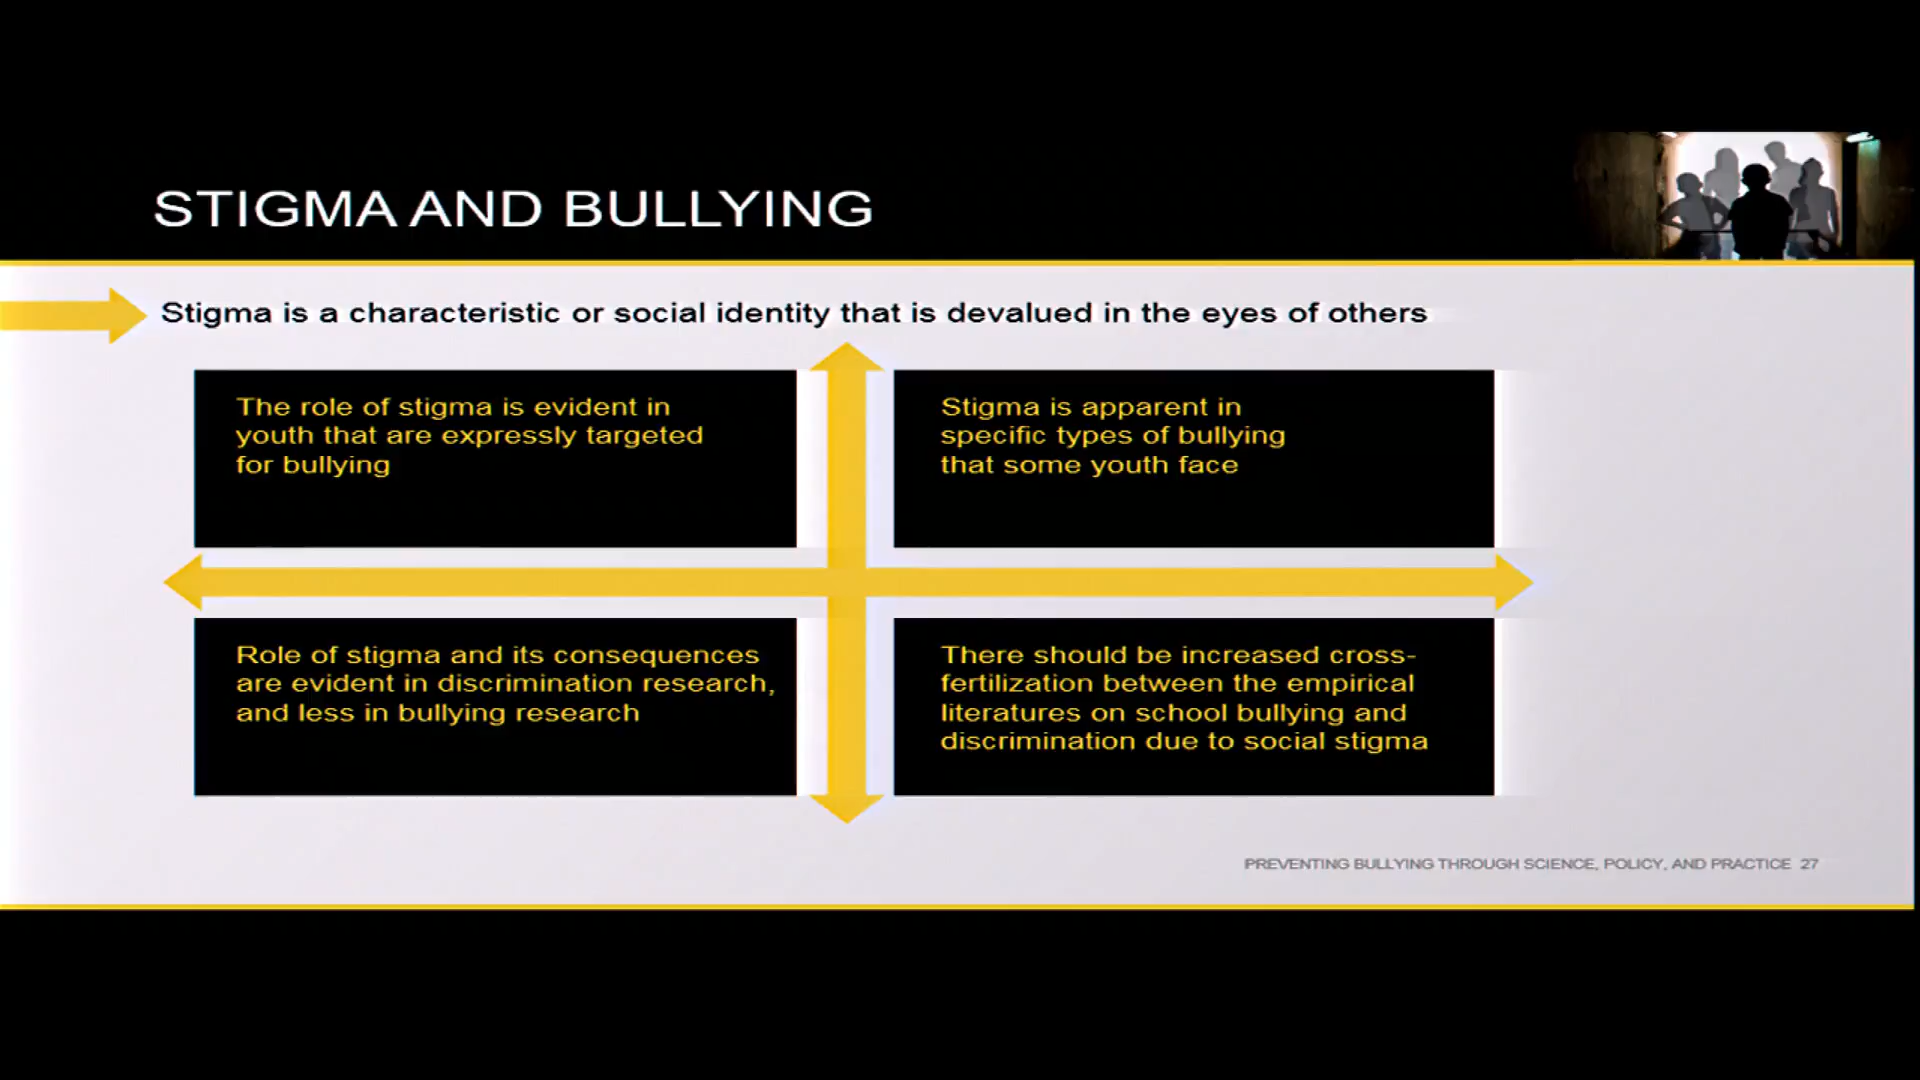 STIGMA AND BULLYING
Stigma is a characteristic or social identity that is devalued in the eyes of others
The role of stigma is evident in
youth that are expressly targeted
for bullying
Stigma is apparent in
specific types of bullying
that some youth face
Role of stigma and its consequences
are evident in discrimination research,
and less in bullying research
There should be increased cross-
fertilization between the empirical
literatures on school bullying and
discrimination due to social stigma
PREVENTING BULLYING THROUGH SCIENCE, POLICY, AND PRACTICE 27